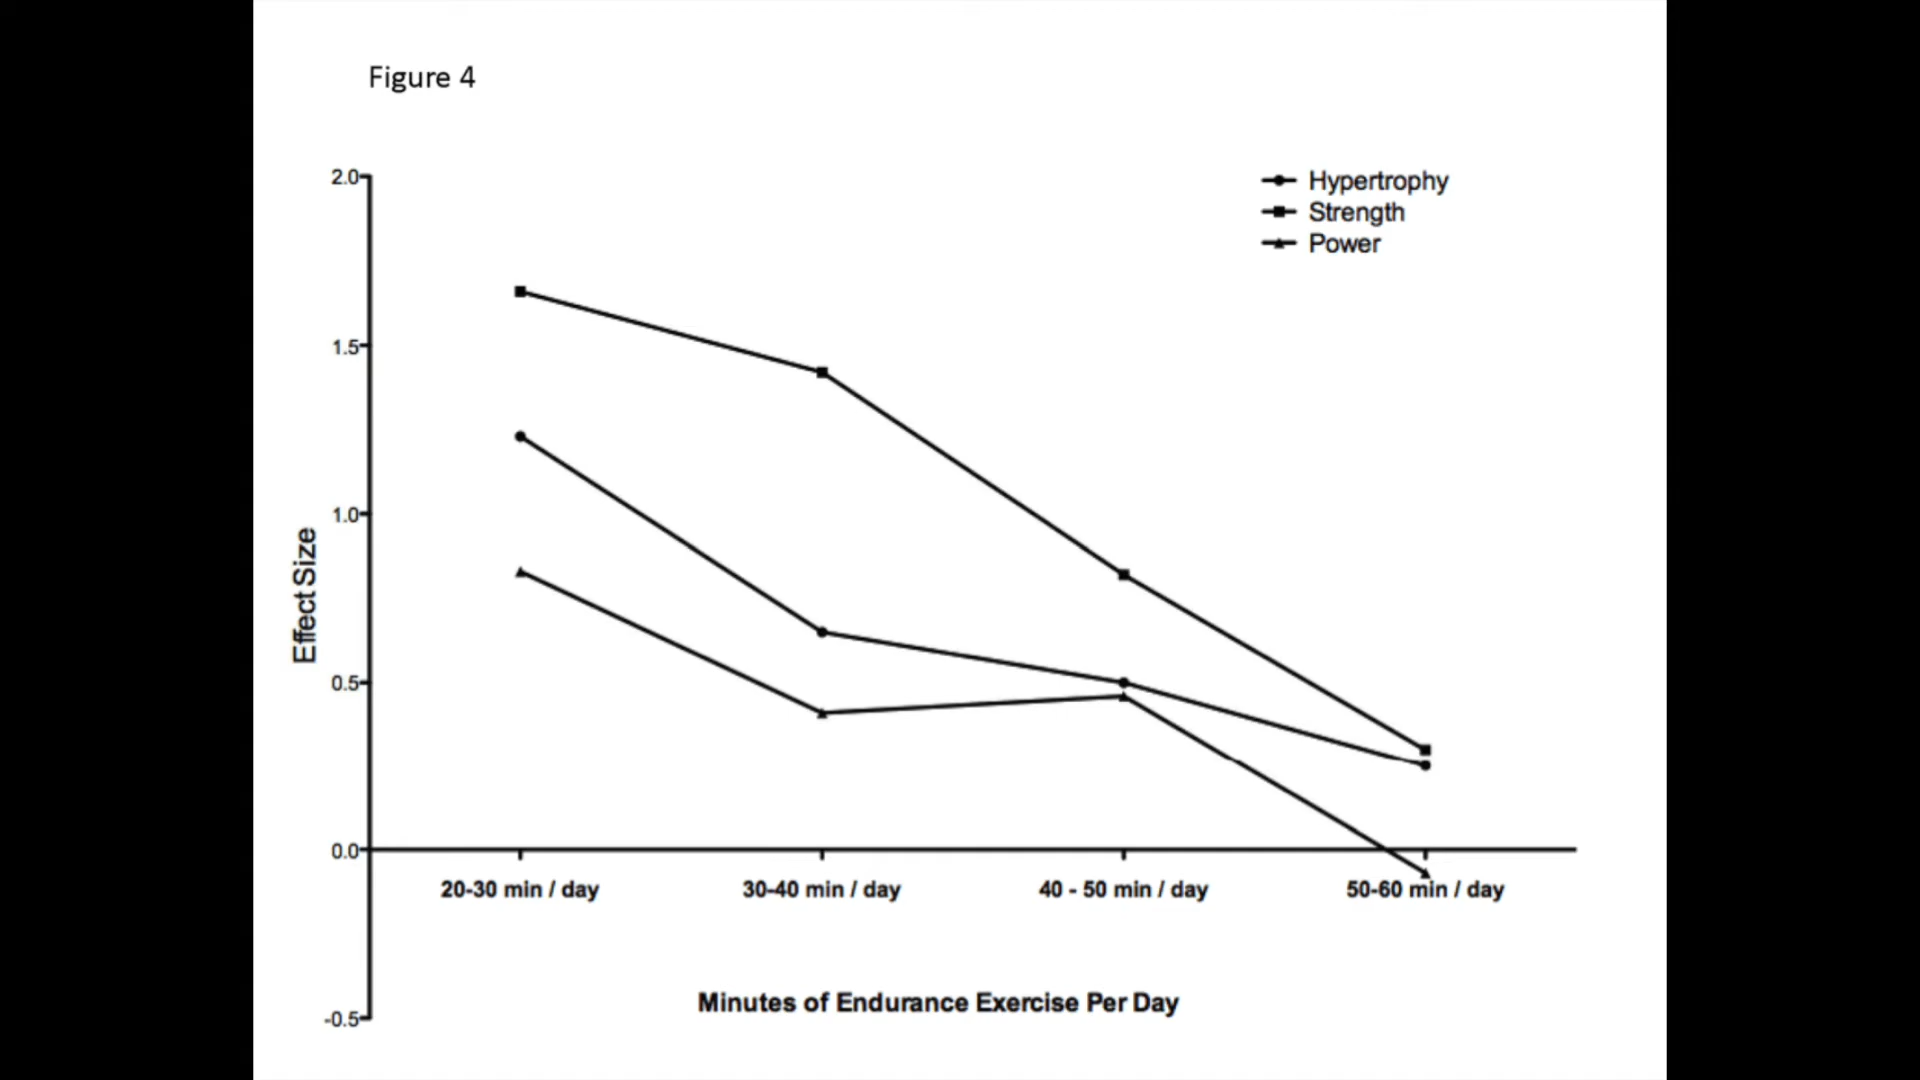 Figure 4
2.0
1.5
1.0
0.5
0.0
-0.5
Effect Size
Hypertrophy
Strength
Power
20-30 min / day
30-40 min / day
40 - 50 min / day
50-60 min / day
Minutes of Endurance Exercise Per Day